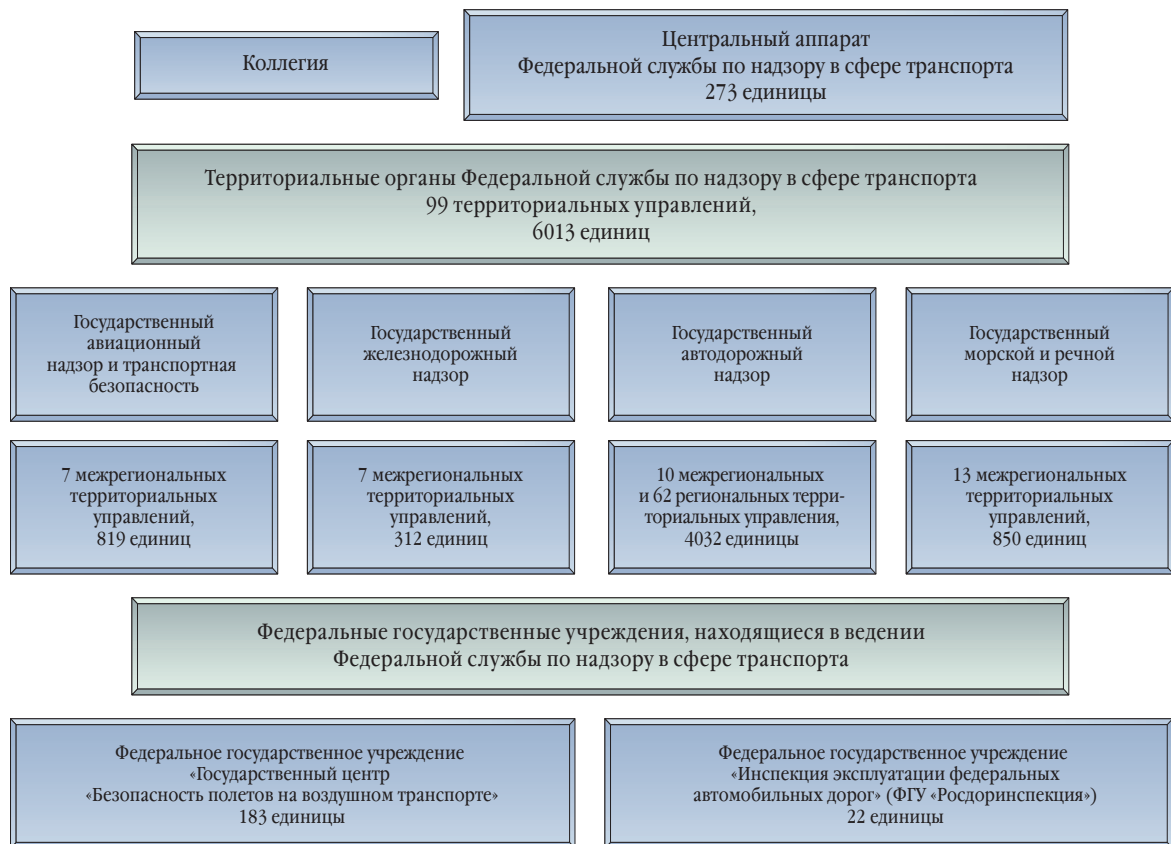 Коллегия
Центральный аппарат
Федеральной службы по надзору в сфере транспорта
273 единицы
Территориальные органы Федеральной службы по надзору в сфере транспорта
99 территориальных управлений,
6013 единиц
Государственный
авиационный
надзор и транспортная
безопасность
Государственный
железнодорожный
надзор
Государственный
автодорожный
надзор
Государственный
морской и речной
надзор
7 межрегиональных
территориальных
управлений,
819 единиц
7 межрегиональных
территориальных
управлений,
312 единиц
10 межрегиональных
и 62 региональных терри-
ториальных управления,
4032 единицы
13 межрегиональных
территориальных
управлений,
850 единиц
Федеральные государственные учреждения, находящиеся в ведении
Федеральной службы по надзору в сфере транспорта
Федеральное государственное учреждение
«Государственный центр
«Безопасность полетов на воздушном транспорте»
183 единицы
Федеральное государственное учреждение
«Инспекция эксплуатации федеральных
автомобильных дорог» (ФГУ «Росдоринспекция»)
22 единицы